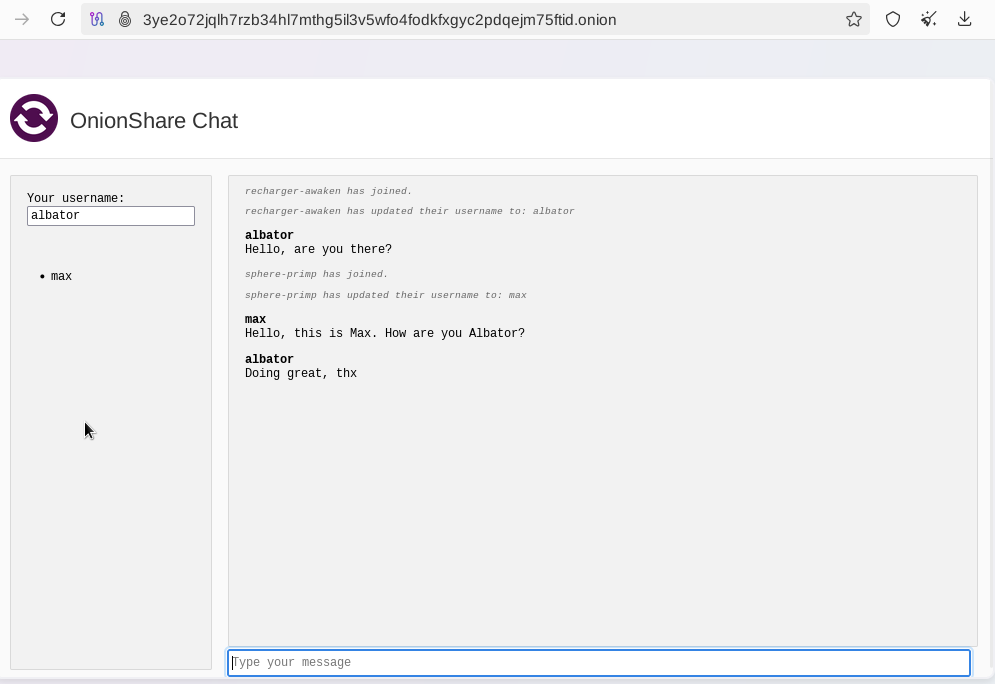 3ye2o72jqlh7rzb34hl7mthg5il3v5wfo4fodkfxgyc2pdqejm75ftid.onion
OnionShare Chat
Your username:
albator
• max
recharger-awaken has joined.
recharger-awaken has updated their username to: albator
albator
Hello, are you there?
sphere-primp has joined.
sphere-primp has updated their username to: max
max
Hello, this is Max. How are you Albator?
albator
Doing great, thx
Type your message